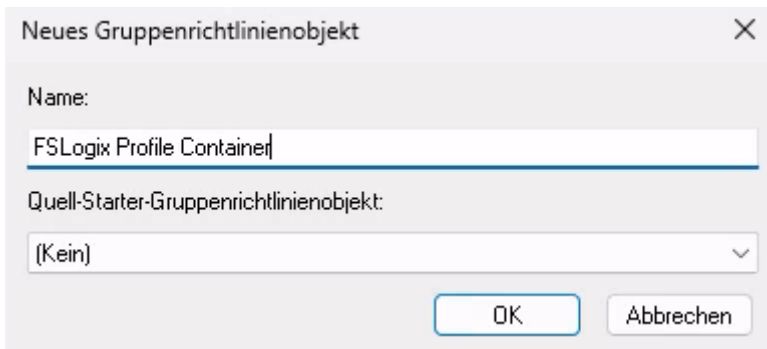 Neues Gruppenrichtlinienobjekt
Name:
FSLogix Profile Container
Quell-Starter-Gruppenrichtlinienobjekt:
(Kein)
OK Abbrechen